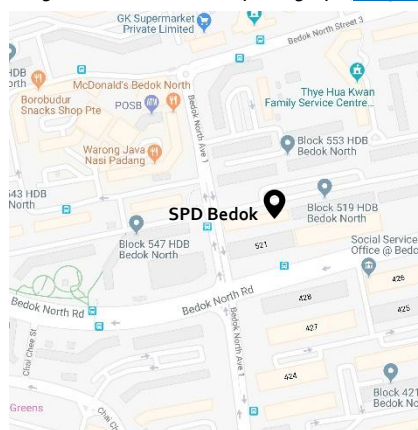 GK Supermarket
Private Limited
Bedok North Street 3
HDB
orth
McDonald's Bedok North
Borobudur
Snacks Shop Pte
POSB
Thye Hua Kwan
Family Service Centre...
Bedok North Ave 1
Warong Java
Nasi Padang
Block 553 HDB
Bedok North
543 HDB
North
SPD Bedok
Block 519 HDB
Bedok North
Block 547 HDB
Bedok North
521
Social Service
Office @ Bedo
426
Bedok North Rd
Bedok North Rd
428
425
427
Bedok North Ave 1
Chai Chee St
424
Block 421
Bedok No
Greens